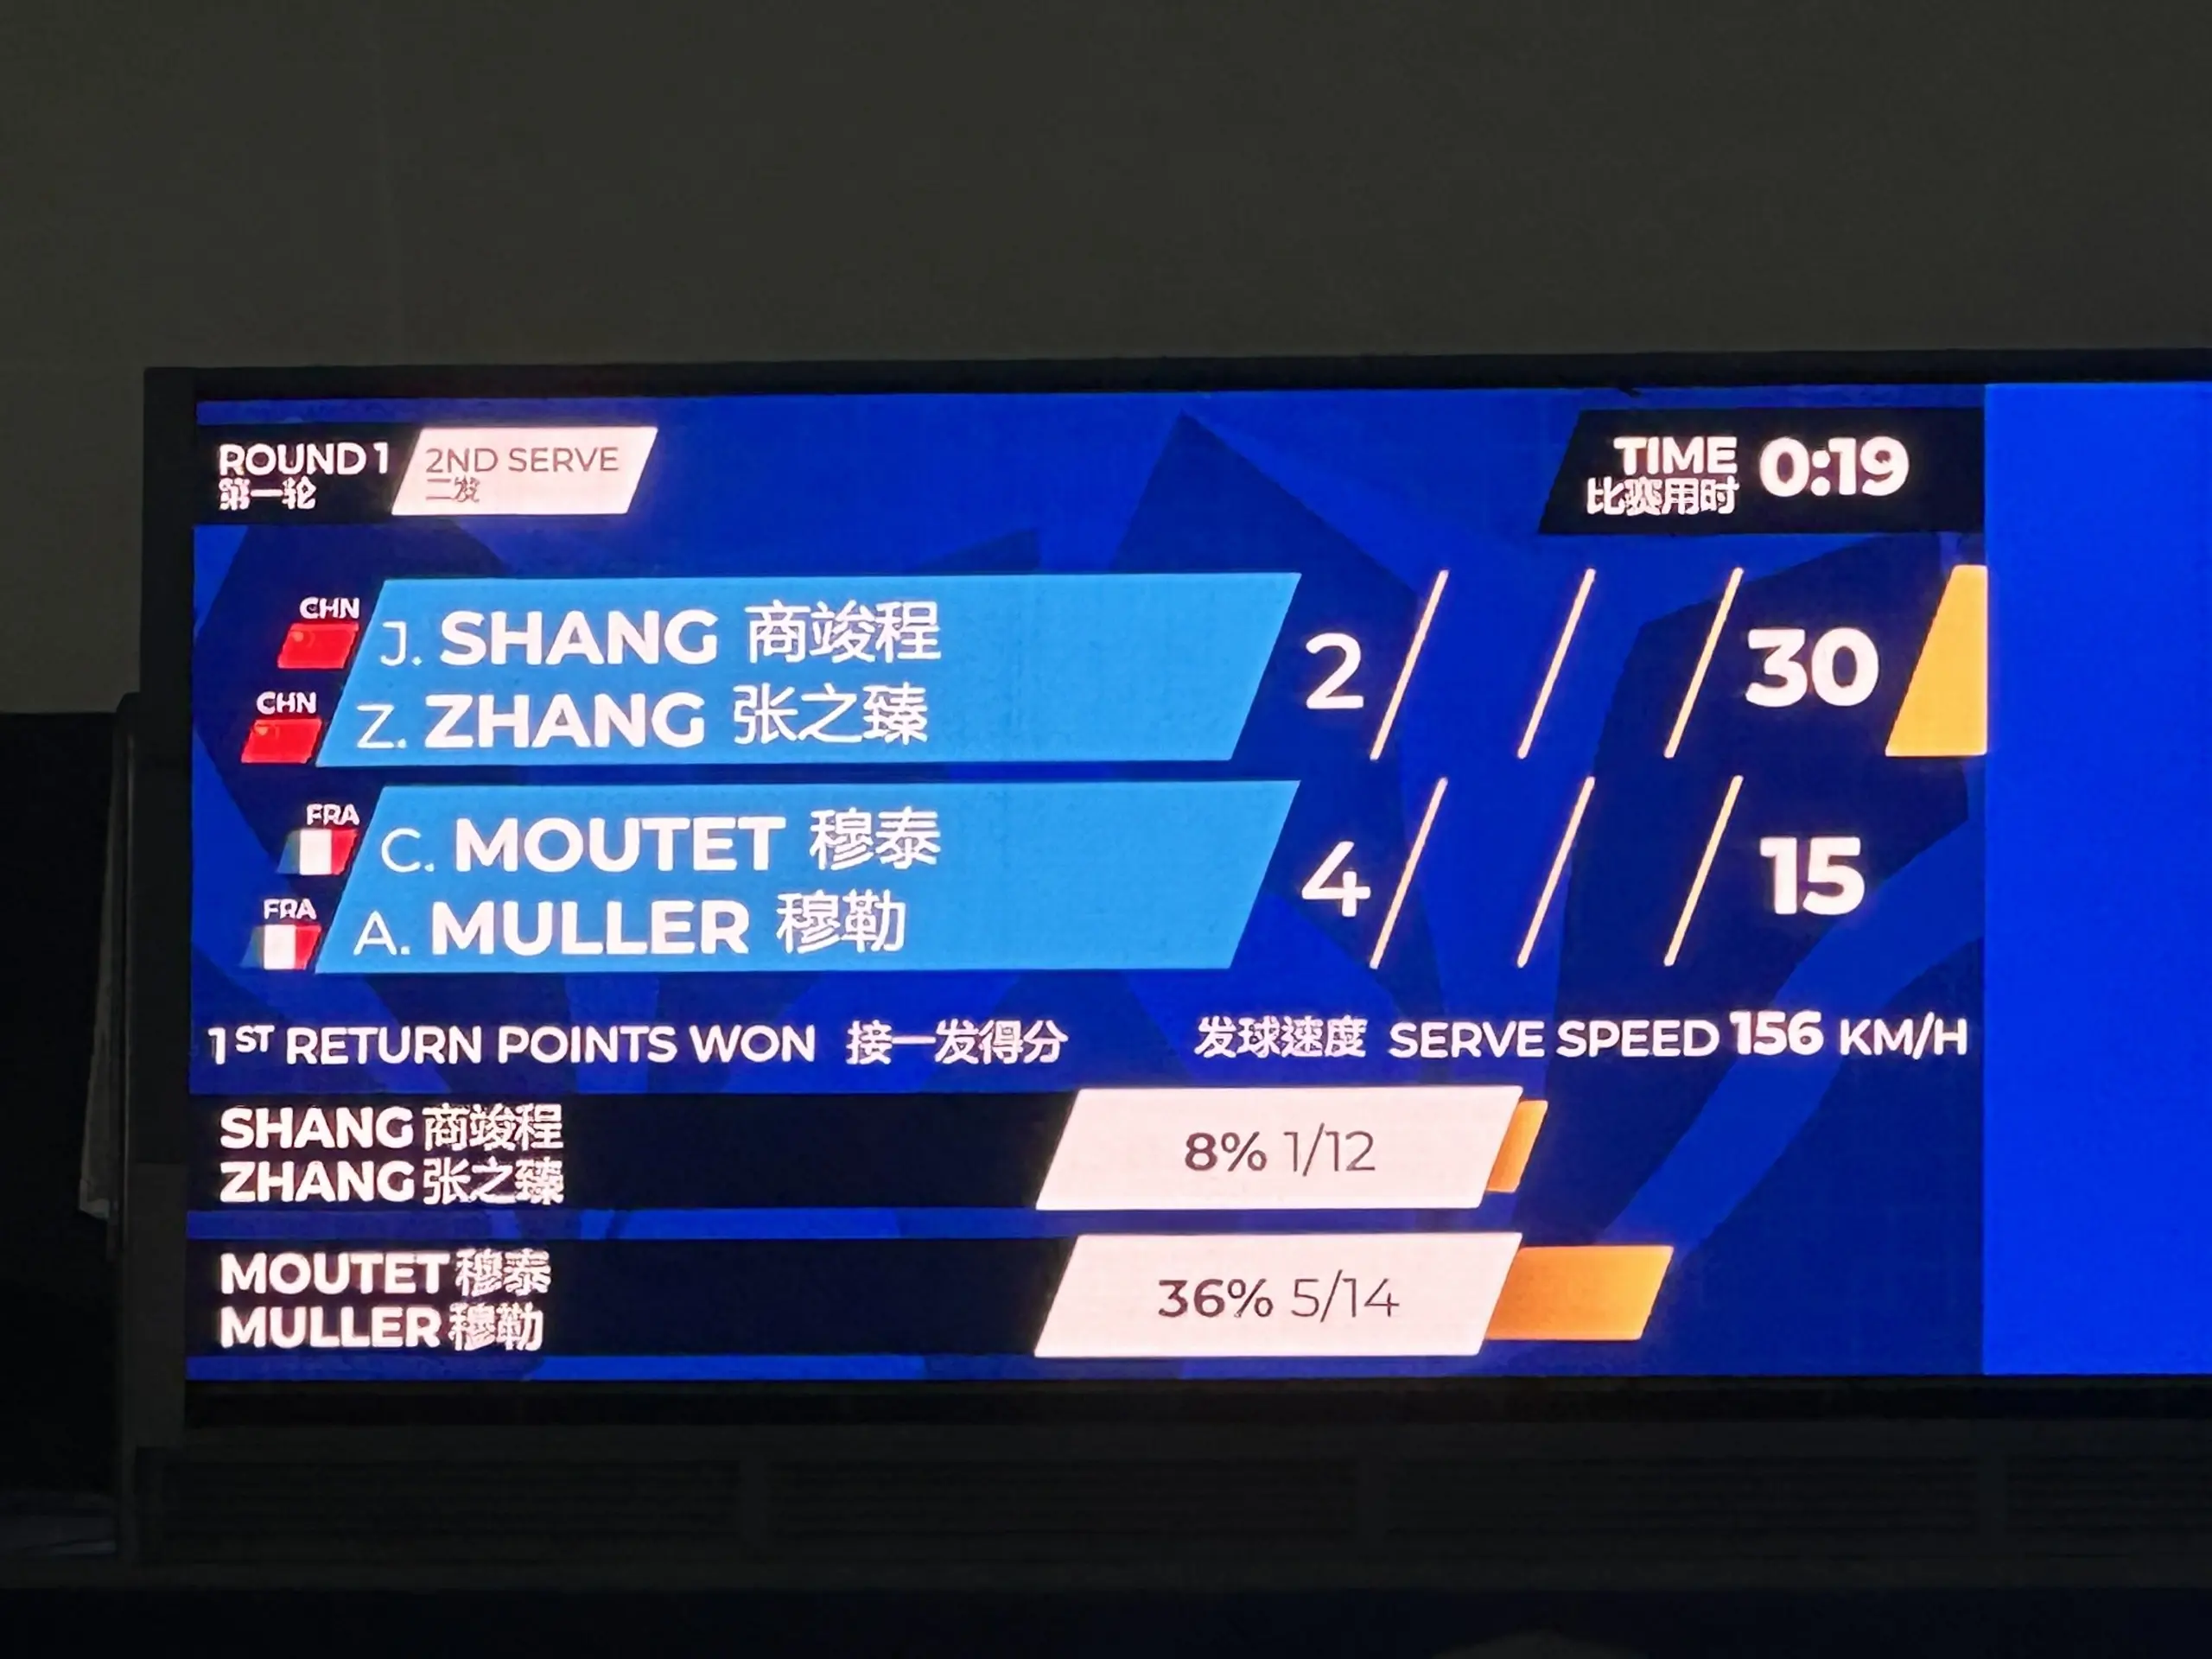 ROUND 1 2ND SERVE TIME 0:19
第一轮 二发 比赛用时
CHN J. SHANG 商竣程 2 30
CHN Z. ZHANG 张之臻
FRA C. MOUTET 穆泰 4 15
FRA A. MULLER 穆勒
1ST RETURN POINTS WON 接一发得分 发球速度 SERVE SPEED 156 KM/H
SHANG 商竣程 8% 1/12
ZHANG 张之臻
MOUTET 穆泰 36% 5/14
MULLER 穆勒